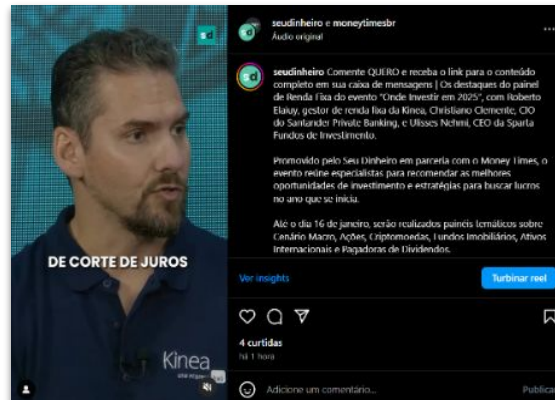 sd
DE CORTE DE JUROS
Kinea
seudinheiro e moneytimesbr
Áudio original
seudinheiro Comente QUERO e receba o link para o conteúdo
completo em sua caixa de mensagens | Os destaques do painel
de Renda Fixa do evento "Onde Investir em 2025", com Roberto
Elaiuy, gestor de renda fixa da Kinea, Christiano Clemente, CIO
do Santander Private Banking, e Ulisses Nehmi, CEO da Sparta
Fundos de Investimento.
Promovido pelo Seu Dinheiro em parceria com o Money Times, o
evento reúne especialistas para recomendar as melhores
oportunidades de investimento e estratégias para buscar lucros
no ano que se inicia.
Até o dia 16 de janeiro, serão realizados painéis temáticos sobre
Cenário Macro, Ações, Criptomoedas, Fundos Imobiliários, Ativos
Internacionais e Pagadoras de Dividendos.
Ver insights
Turbinar reel
4 curtidas
há 1 hora
Adicione um comentário...
Publicar